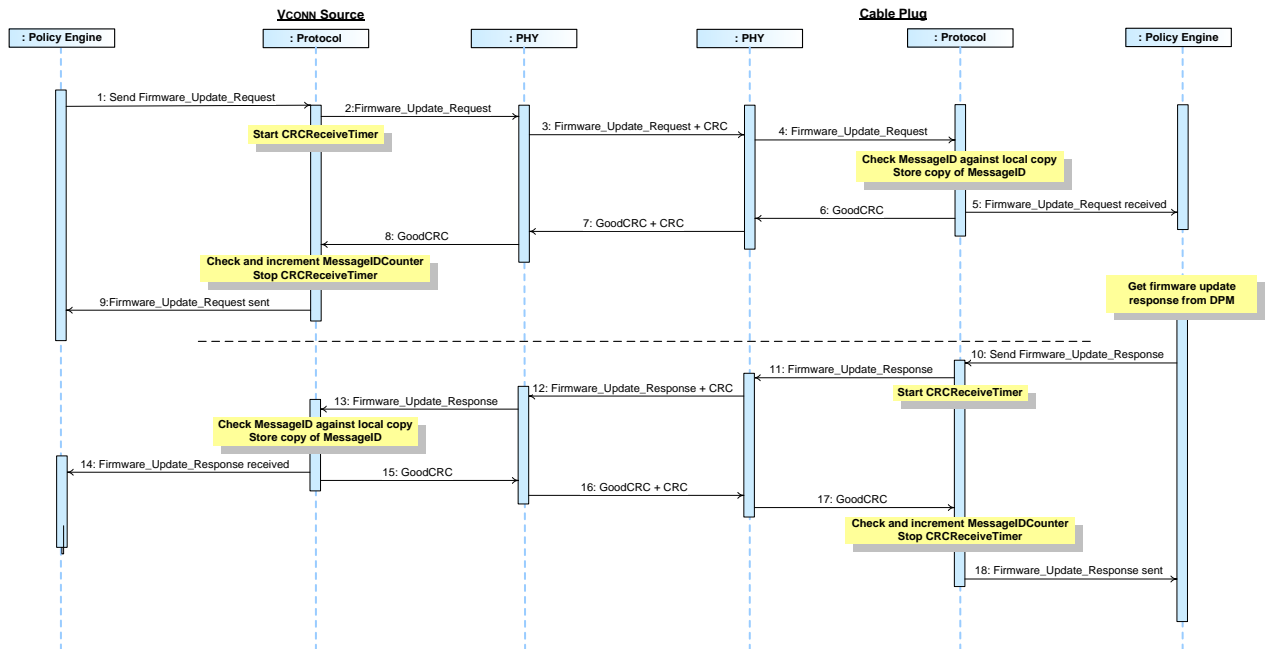 VCONN Source
Cable Plug
: Policy Engine
: Protocol
: PHY
: PHY
: Protocol
: Policy Engine
1: Send Firmware_Update_Request
2:Firmware_Update_Request
Start CRCReceiveTimer
3: Firmware_Update_Request + CRC
4: Firmware_Update_Request
Check MessageID against local copy
Store copy of MessageID
5: Firmware_Update_Request received
6: GoodCRC
7: GoodCRC + CRC
8: GoodCRC
Check and increment MessageIDCounter
Stop CRCReceiveTimer
9:Firmware_Update_Request sent
Get firmware update
response from DPM
10: Send Firmware_Update_Response
11: Firmware_Update_Response
Start CRCReceiveTimer
12: Firmware_Update_Response + CRC
13: Firmware_Update_Response
Check MessageID against local copy
Store copy of MessageID
14: Firmware_Update_Response received
15: GoodCRC
16: GoodCRC + CRC
17: GoodCRC
Check and increment MessageIDCounter
Stop CRCReceiveTimer
18: Firmware_Update_Response sent